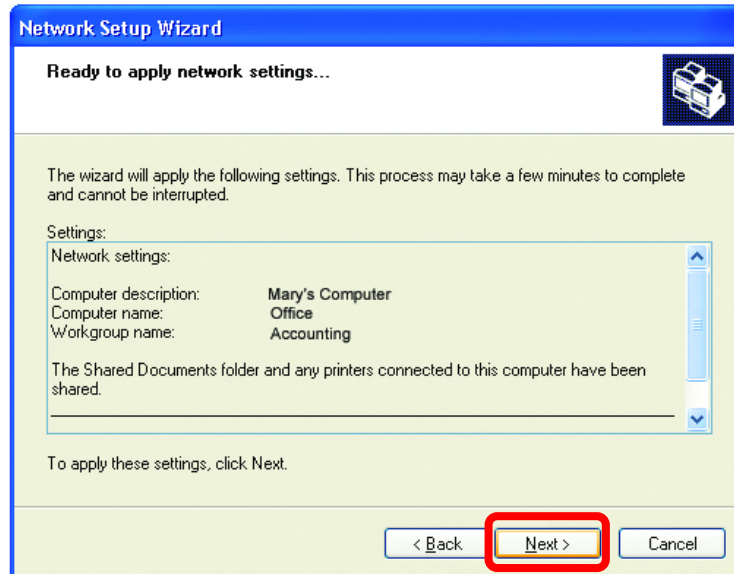 Network Setup Wizard
Ready to apply network settings...
The wizard will apply the following settings. This process may take a few minutes to complete
and cannot be interrupted.
Settings:
Network settings:
Computer description: Mary's Computer
Computer name: Office
Workgroup name: Accounting
The Shared Documents folder and any printers connected to this computer have been
shared.
To apply these settings, click Next.
< Back Next > Cancel